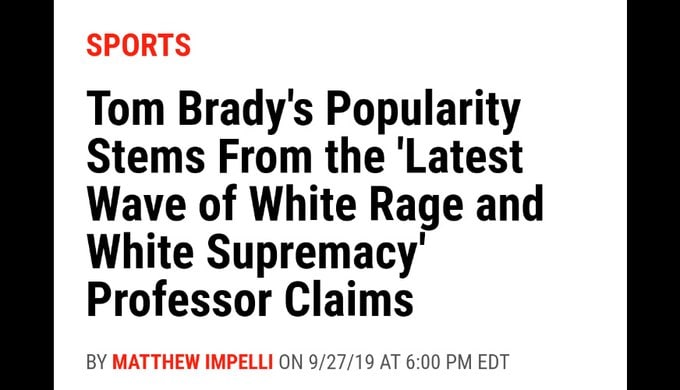 SPORTS
Tom Brady's Popularity
Stems From the 'Latest
Wave of White Rage and
White Supremacy'
Professor Claims
BY MATTHEW IMPELLI ON 9/27/19 AT 6:00 PM EDT